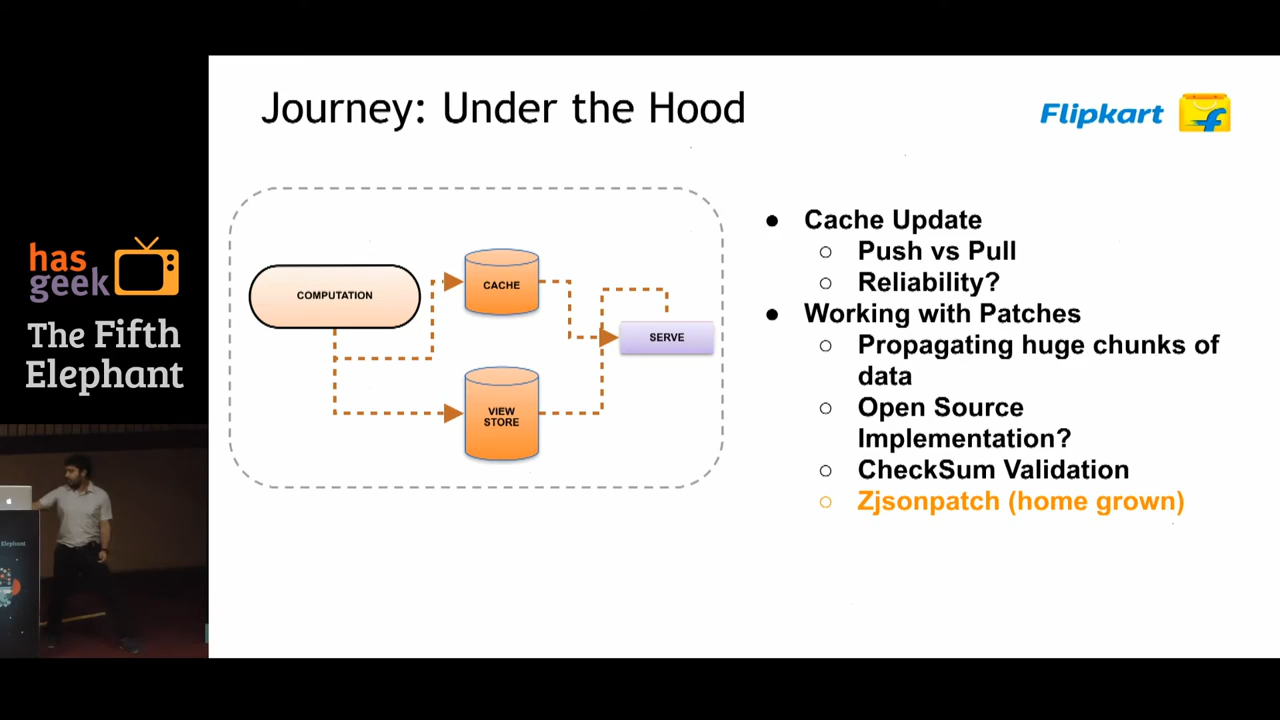 Journey: Under the Hood
Flipkart
has
geek
The Fifth
Elephant
COMPUTATION
CACHE
SERVE
VIEW
STORE
● Cache Update
○ Push vs Pull
○ Reliability?
● Working with Patches
○ Propagating huge chunks of
data
○ Open Source
Implementation?
○ CheckSum Validation
○ Zjsonpatch (home grown)
Elephant